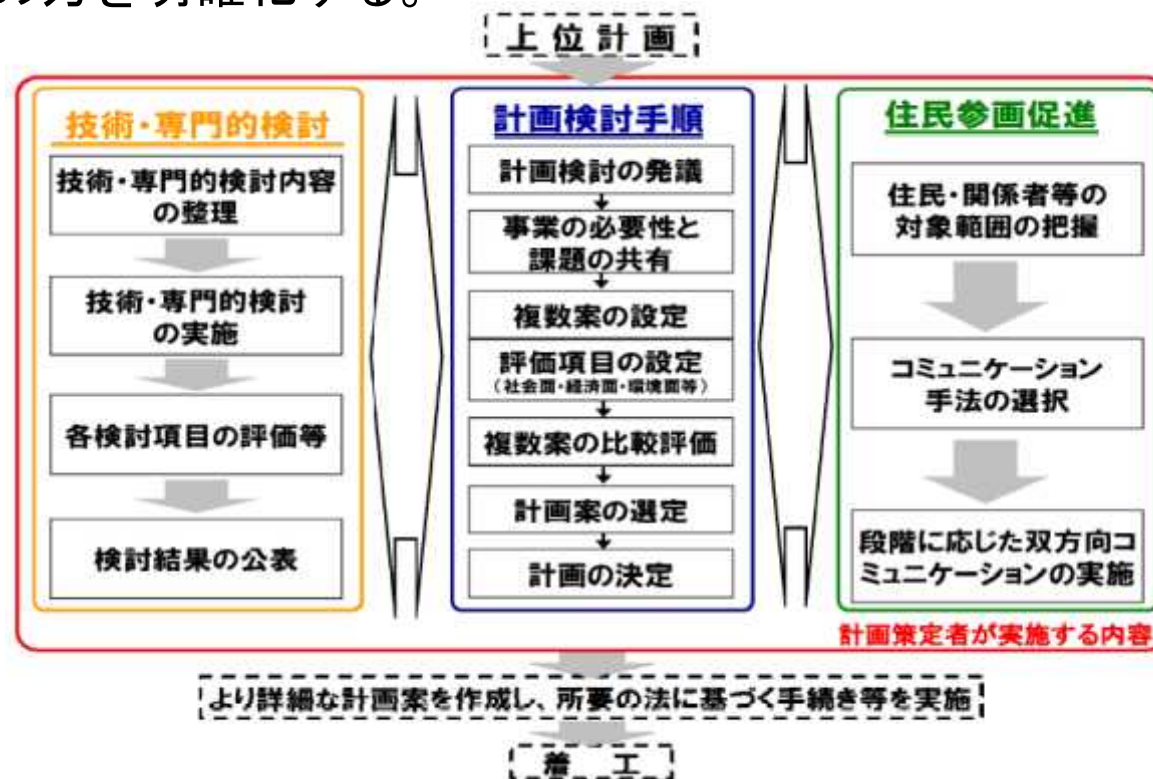 を明確化する。
上位計画
技術・専門的検討
技術・専門的検討内容
の整理
技術・専門的検討
の実施
各検討項目の評価等
検討結果の公表
計画検討手順
計画検討の発議
事業の必要性と
課題の共有
複数案の設定
評価項目の設定
（社会面・経済面・環境面等）
複数案の比較評価
計画案の選定
計画の決定
住民参画促進
住民・関係者等の
対象範囲の把握
コミュニケーション
手法の選択
段階に応じた双方向コ
ミュニケーションの実施
計画策定者が実施する内容
より詳細な計画案を作成し、所要の法に基づく手続き等を実施
着　工